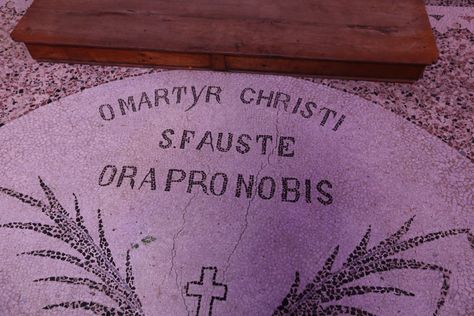 O MARTyR CHRISTI
S.FAUSTE
ORA PRO NOBIS